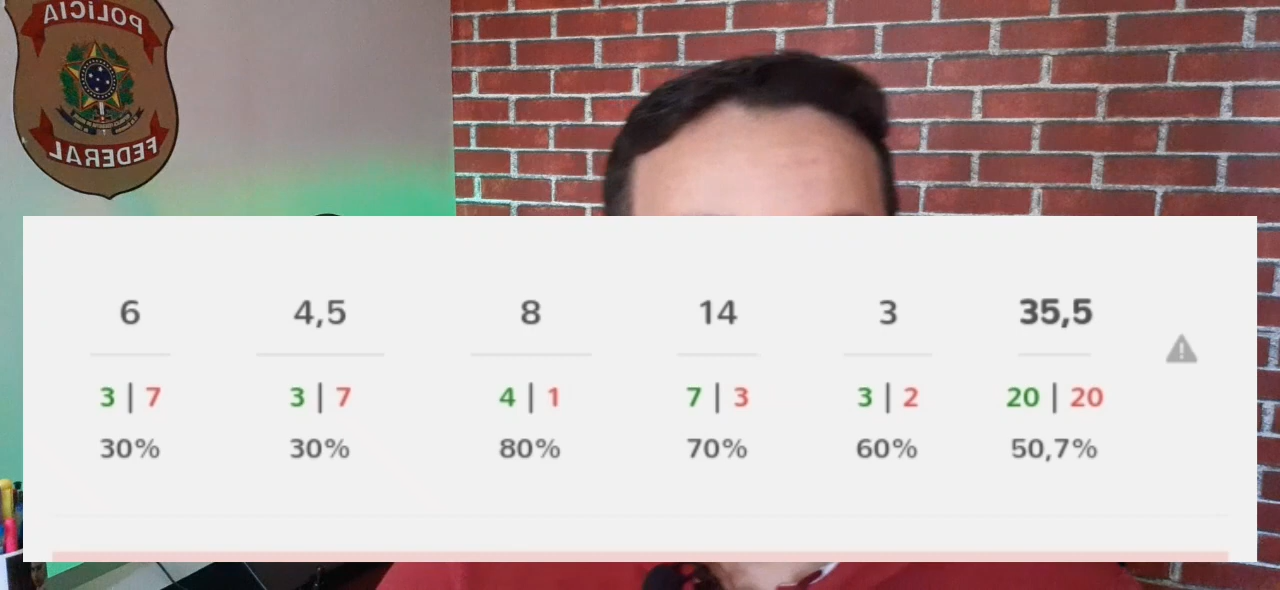 POLÍCIA
FEDERAL
6 4,5 8 14 3 35,5
3 | 7 3 | 7 4 | 1 7 | 3 3 | 2 20 | 20
30% 30% 80% 70% 60% 50,7%